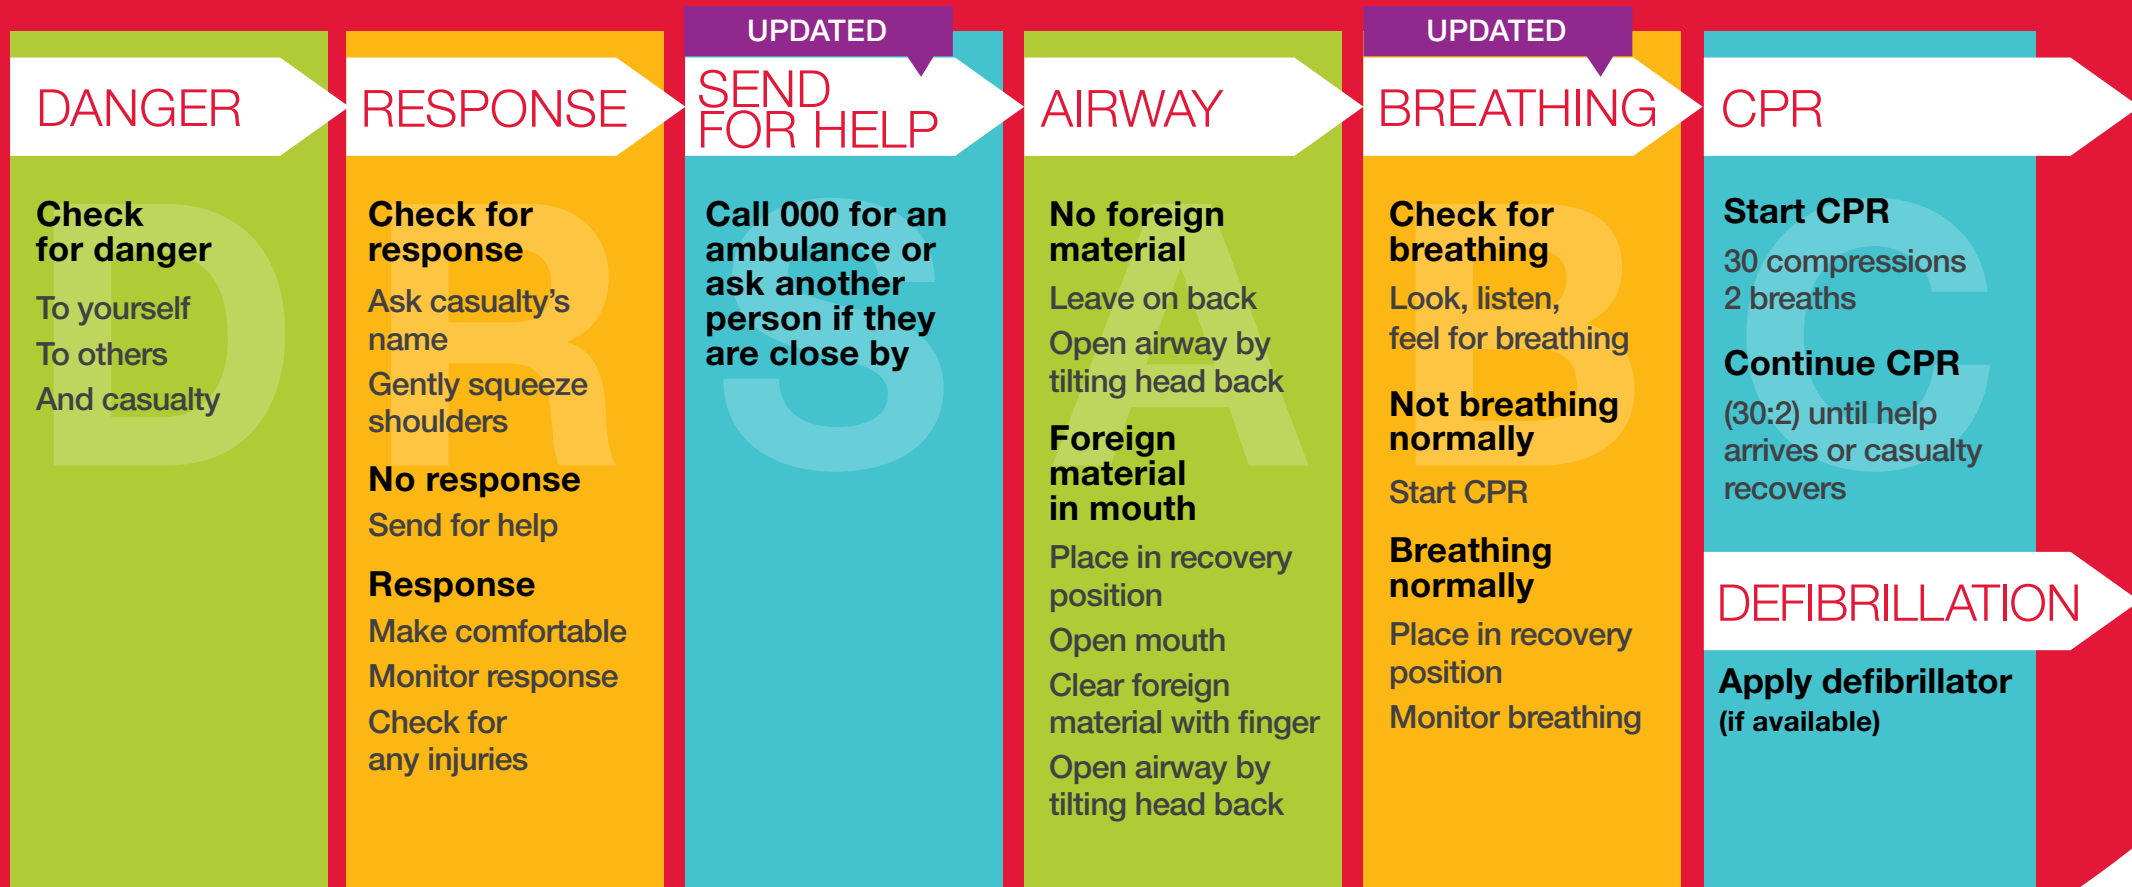 UPDATED
UPDATED
DANGER
RESPONSE
SEND
FOR HELP
AIRWAY
BREATHING
CPR
D
Check
for danger
To yourself
To others
And casualty
R
Check for
response
Ask casualty’s
name
Gently squeeze
shoulders
No response
Send for help
Response
Make comfortable
Monitor response
Check for
any injuries
S
Call 000 for an
ambulance or
ask another
person if they
are close by
A
No foreign
material
Leave on back
Open airway by
tilting head back
Foreign
material
in mouth
Place in recovery
position
Open mouth
Clear foreign
material with finger
Open airway by
tilting head back
B
Check for
breathing
Look, listen,
feel for breathing
Not breathing
normally
Start CPR
Breathing
normally
Place in recovery
position
Monitor breathing
C
Start CPR
30 compressions
2 breaths
Continue CPR
(30:2) until help
arrives or casualty
recovers
DEFIBRILLATION
Apply defibrillator
(if available)